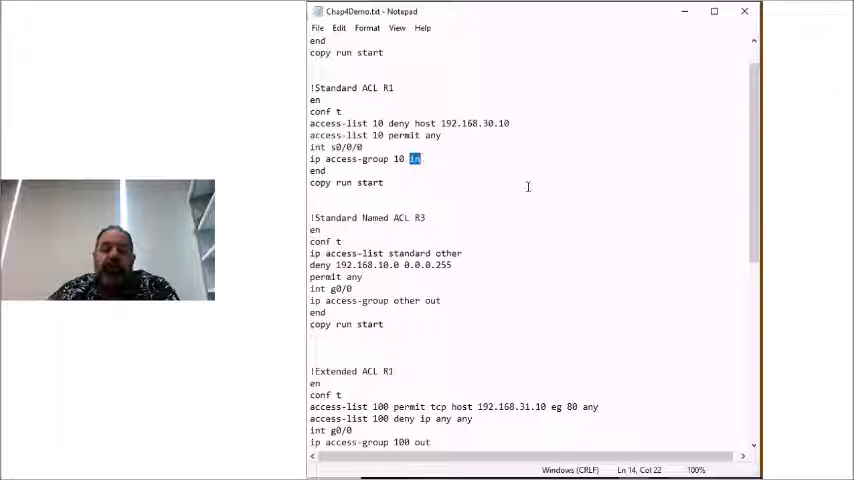 Chap4Demo.txt - Notepad
File Edit Format View Help
end
copy run start
!Standard ACL R1
en
conf t
access-list 10 deny host 192.168.30.10
access-list 10 permit any
int s0/0/0
ip access-group 10 in
end
copy run start
!Standard Named ACL R3
en
conf t
ip access-list standard other
deny 192.168.10.0 0.0.0.255
permit any
int g0/0
ip access-group other out
end
copy run start
!Extended ACL R1
en
conf t
access-list 100 permit tcp host 192.168.31.10 eg 80 any
access-list 100 deny ip any any
int g0/0
ip access-group 100 out
Windows (CRLF) Ln 14, Col 22 100%